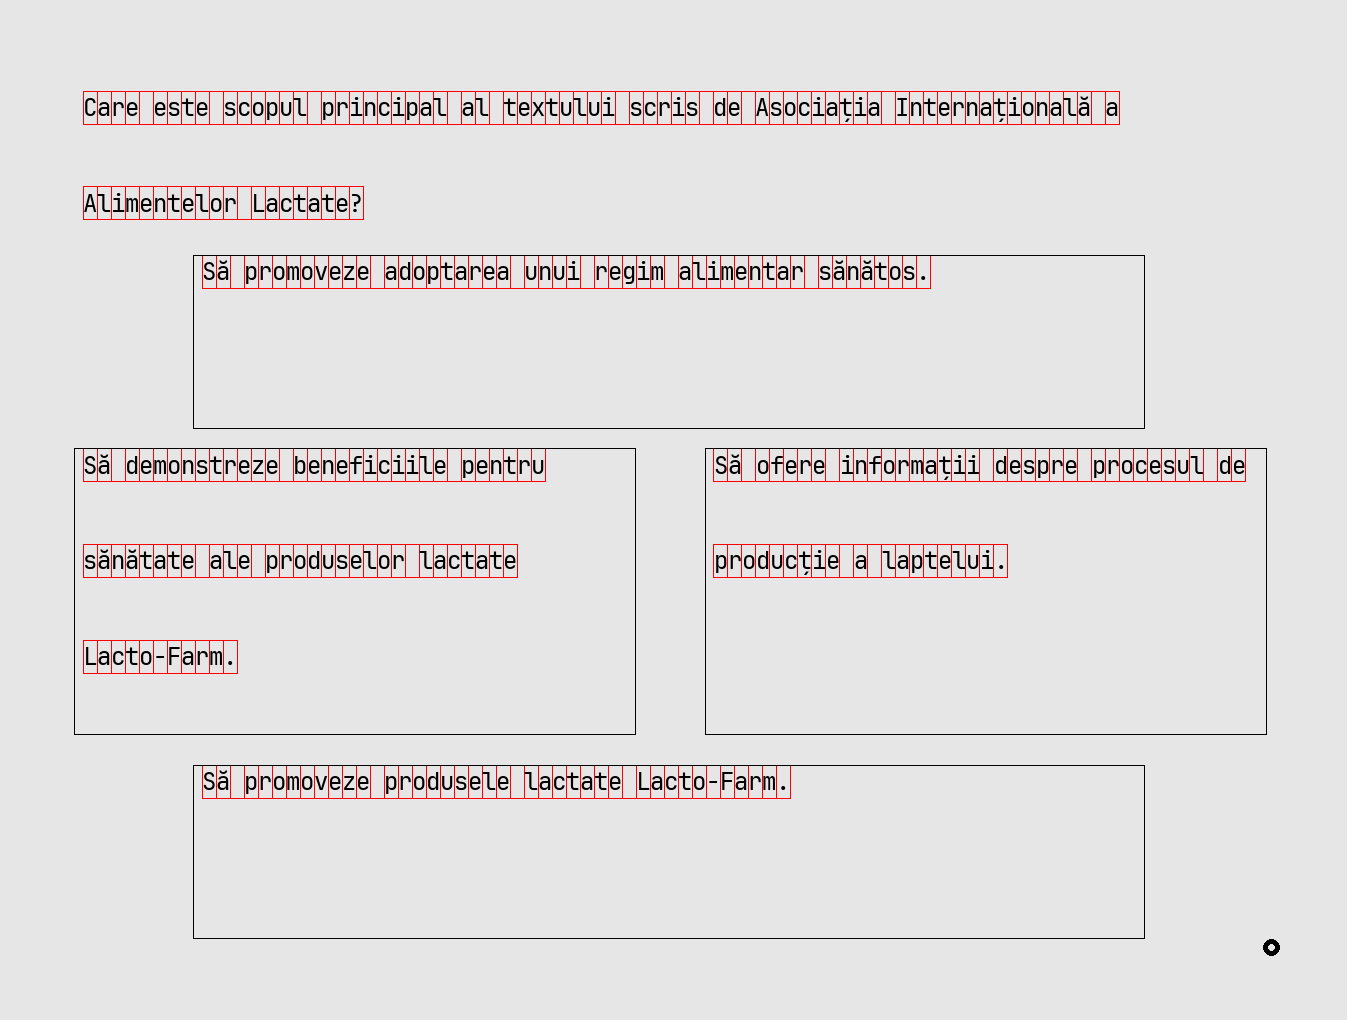 Care este scopul principal al textului scris de Asociația Internațională a
Alimentelor Lactate?
Să promoveze adoptarea unui regim alimentar sănătos.
Să demonstreze beneficiile pentru
sănătate ale produselor lactate
Lacto-Farm.
Să ofere informații despre procesul de
producție a laptelui.
Să promoveze produsele lactate Lacto-Farm.